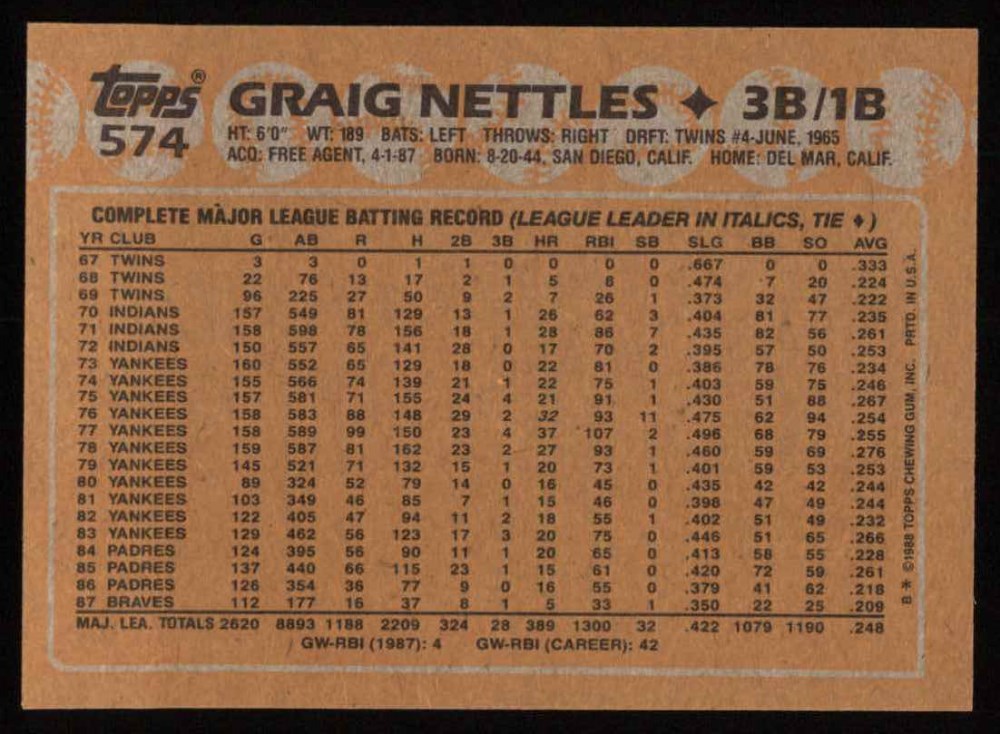 Topps® GRAIG NETTLES ♦ 3B/1B
574 HT: 6'0" WT: 189 BATS: LEFT THROWS: RIGHT DRFT: TWINS #4-JUNE, 1965
ACQ: FREE AGENT, 4-1-87 BORN: 8-20-44, SAN DIEGO, CALIF. HOME: DEL MAR, CALIF.
COMPLETE MAJOR LEAGUE BATTING RECORD (LEAGUE LEADER IN ITALICS, TIE ♦)
YR CLUB G AB R H 2B 3B HR RBI SB SLG BB SO AVG
67 TWINS 3 3 0 1 1 0 0 0 0 .667 0 0 .333
68 TWINS 22 76 13 17 2 1 5 8 0 .474 7 20 .224
69 TWINS 96 225 27 50 9 2 7 26 1 .373 32 47 .222
70 INDIANS 157 549 81 129 13 1 26 62 3 .404 81 77 .235
71 INDIANS 158 598 78 156 18 1 28 86 7 .435 82 56 .261
72 INDIANS 150 557 65 141 28 0 17 70 2 .395 57 50 .253
73 YANKEES 160 552 65 129 18 0 22 81 0 .386 78 76 .234
74 YANKEES 155 566 74 139 21 1 22 75 1 .403 59 75 .246
75 YANKEES 157 581 71 155 24 4 21 91 1 .430 51 88 .267
76 YANKEES 158 583 88 148 29 2 32 93 11 .475 62 94 .254
77 YANKEES 158 589 99 150 23 4 37 107 2 .496 68 79 .255
78 YANKEES 159 587 81 162 23 2 27 93 1 .460 59 69 .276
79 YANKEES 145 521 71 132 15 1 20 73 1 .401 59 53 .253
80 YANKEES 89 324 52 79 14 0 16 45 0 .435 42 42 .244
81 YANKEES 103 349 46 85 7 1 15 46 0 .398 47 49 .244
82 YANKEES 122 405 47 94 11 2 18 55 1 .402 51 49 .232
83 YANKEES 129 462 56 123 17 3 20 75 0 .446 51 65 .266
84 PADRES 124 395 56 90 11 1 20 65 0 .413 58 55 .228
85 PADRES 137 440 66 115 23 1 15 61 0 .420 72 59 .261
86 PADRES 126 354 36 77 9 0 16 55 0 .379 41 62 .218
87 BRAVES 112 177 16 37 8 1 5 33 1 .350 22 25 .209
MAJ. LEA. TOTALS 2620 8893 1188 2209 324 28 389 1300 32 .422 1079 1190 .248
GW-RBI (1987): 4 GW-RBI (CAREER): 42
B * ©1988 TOPPS CHEWING GUM, INC. PRTD. IN U.S.A.